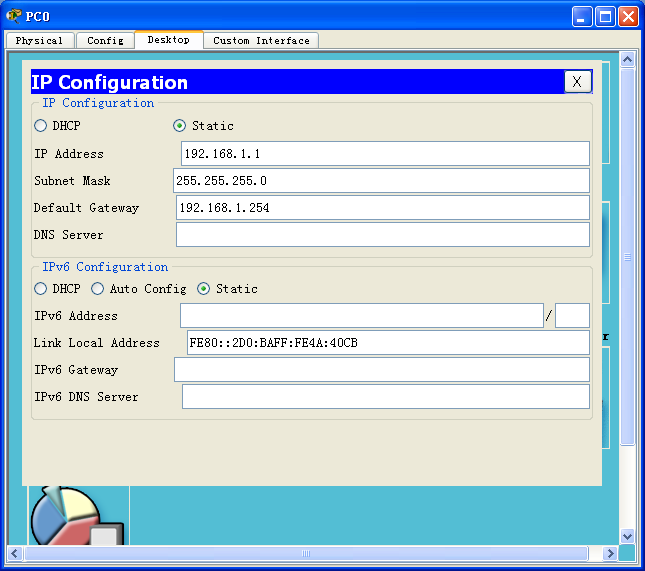 PC0
Physical Config Desktop Custom Interface
IP Configuration X
IP Configuration
DHCP Static
IP Address 192.168.1.1
Subnet Mask 255.255.255.0
Default Gateway 192.168.1.254
DNS Server
IPv6 Configuration
DHCP Auto Config Static
IPv6 Address /
Link Local Address FE80::2D0:BAFF:FE4A:40CB
IPv6 Gateway
IPv6 DNS Server